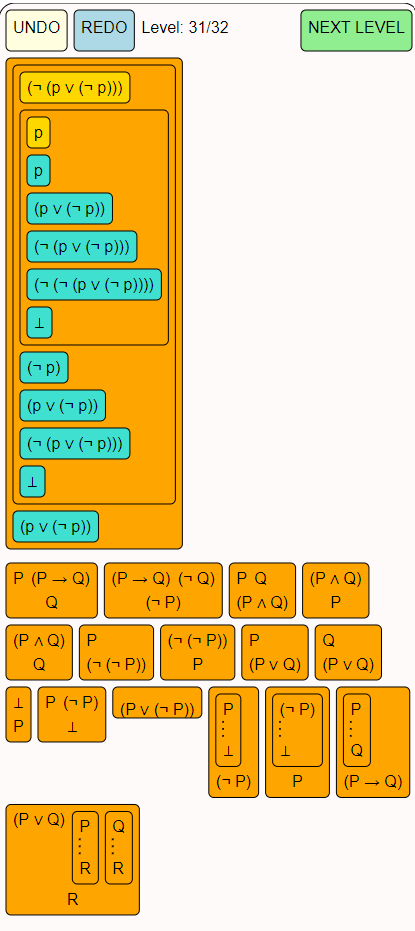 UNDO REDO Level: 31/32 NEXT LEVEL
(¬ (p ∨ (¬ p)))
p
p
(p ∨ (¬ p))
(¬ (p ∨ (¬ p)))
(¬ (¬ (p ∨ (¬ p))))
⊥
(¬ p)
(p ∨ (¬ p))
(¬ (p ∨ (¬ p)))
⊥
(p ∨ (¬ p))
P (P → Q)
Q
(P → Q) (¬ Q)
(¬ P)
P Q
(P ∧ Q)
(P ∧ Q)
P
(P ∧ Q)
Q
P
(¬ (¬ P))
(¬ (¬ P))
P
P
(P ∨ Q)
Q
(P ∨ Q)
⊥
P
P (¬ P)
⊥
(P ∨ (¬ P))
P
⋮
⊥
(¬ P)
(¬ P)
⋮
⊥
P
P
⋮
Q
(P → Q)
(P ∨ Q) P Q
⋮ ⋮
R R
R